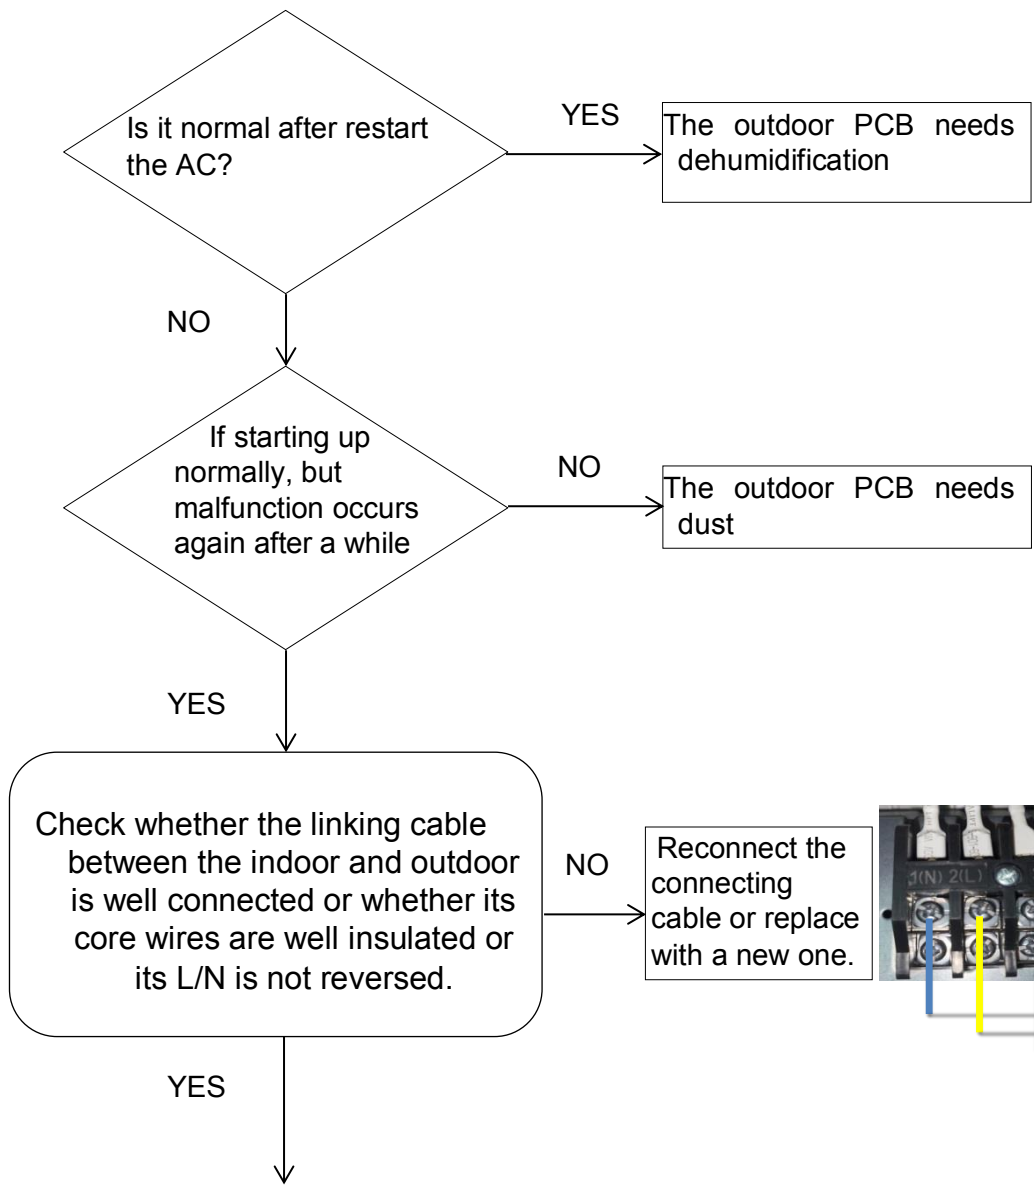 Is it normal after restart
the AC?
YES
The outdoor PCB needs
dehumidification
NO
If starting up
normally, but
malfunction occurs
again after a while
NO
The outdoor PCB needs
dust
YES
Check whether the linking cable
between the indoor and outdoor
is well connected or whether its
core wires are well insulated or
its L/N is not reversed.
NO
Reconnect the
connecting
cable or replace
with a new one.
1(N) 2(L)
YES